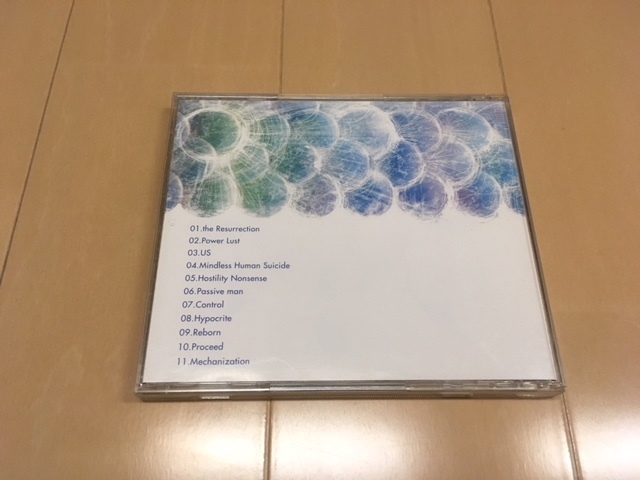 01.the Resurrection
02.Power Lust
03.US
04.Mindless Human Suicide
05.Hostility Nonsense
06.Passive man
07.Control
08.Hypocrite
09.Reborn
10.Proceed
11.Mechanization